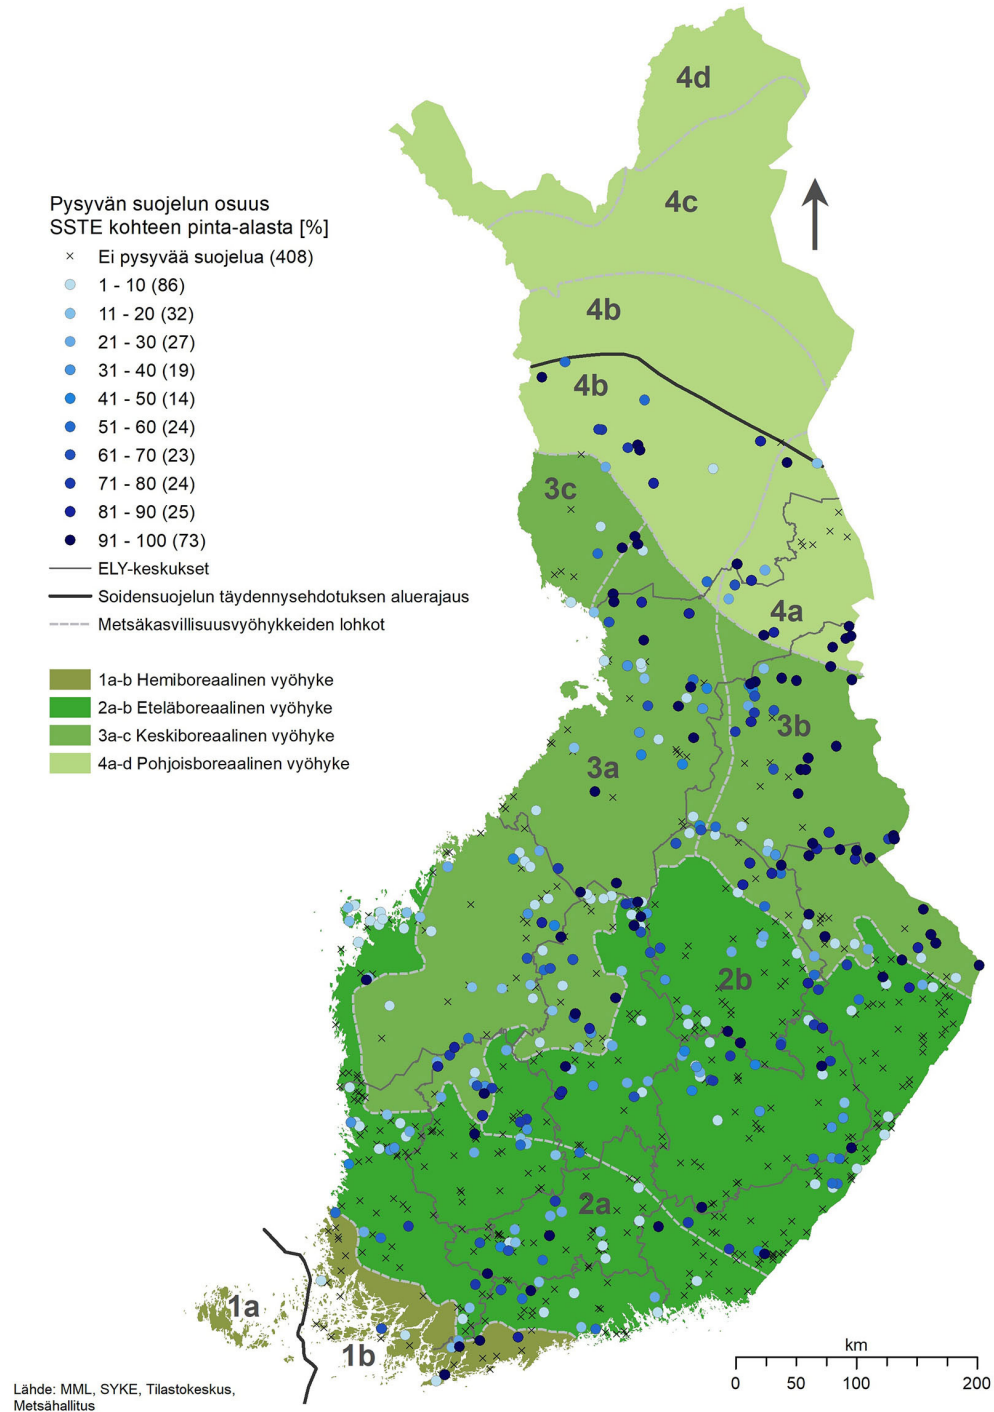 4d
4c
4b
4b
3c
4a
3b
3a
2b
2a
1a
1b
Pysyvän suojelun osuus
SSTE kohteen pinta-alasta [%]
Ei pysyvää suojelua (408)
1 - 10 (86)
11 - 20 (32)
21 - 30 (27)
31 - 40 (19)
41 - 50 (14)
51 - 60 (24)
61 - 70 (23)
71 - 80 (24)
81 - 90 (25)
91 - 100 (73)
ELY-keskukset
Soidensuojelun täydennysehdotuksen aluerajaus
Metsäkasvillisuusvyöhykkeiden lohkot
1a-b Hemiboreaalinen vyöhyke
2a-b Eteläboreaalinen vyöhyke
3a-c Keskiboreaalinen vyöhyke
4a-d Pohjoisboreaalinen vyöhyke
km
0 50 100 200
Lähde: MML, SYKE, Tilastokeskus,
Metsähallitus